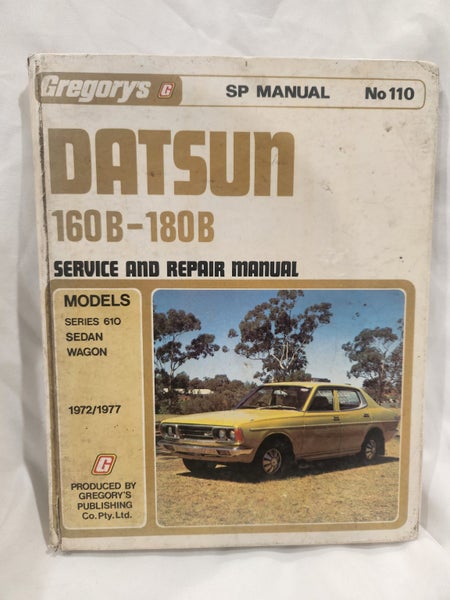 Gregory's G
SP MANUAL
No 110
DATSUN
160B-180B
SERVICE AND REPAIR MANUAL
MODELS
SERIES 610
SEDAN
WAGON
1972/1977
G
PRODUCED BY
GREGORY'S
PUBLISHING
Co. Pty. Ltd.